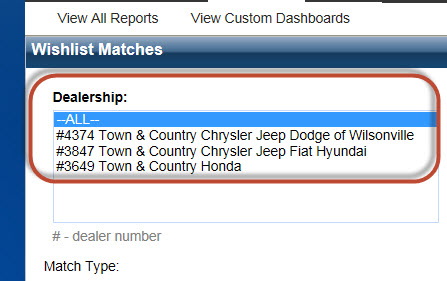 View All Reports View Custom Dashboards
Wishlist Matches
Dealership:
--ALL--
#4374 Town & Country Chrysler Jeep Dodge of Wilsonville
#3847 Town & Country Chrysler Jeep Fiat Hyundai
#3649 Town & Country Honda
# - dealer number
Match Type: